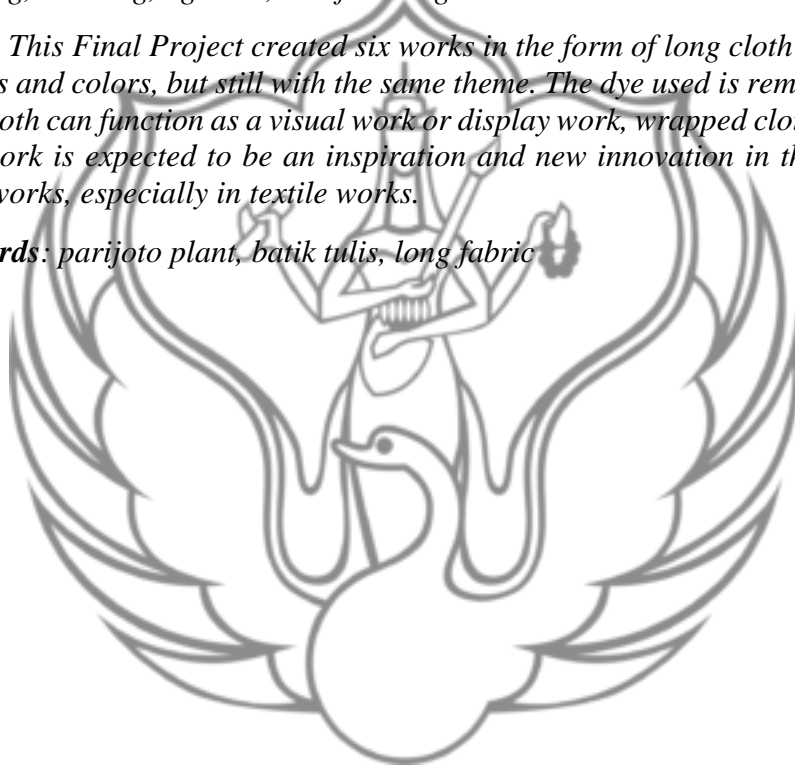 This Final Project created six works in the form of long cloth
s and colors, but still with the same theme. The dye used is rem
oth can function as a visual work or display work, wrapped clo
ork is expected to be an inspiration and new innovation in th
works, especially in textile works.
rds: parijoto plant, batik tulis, long fabric